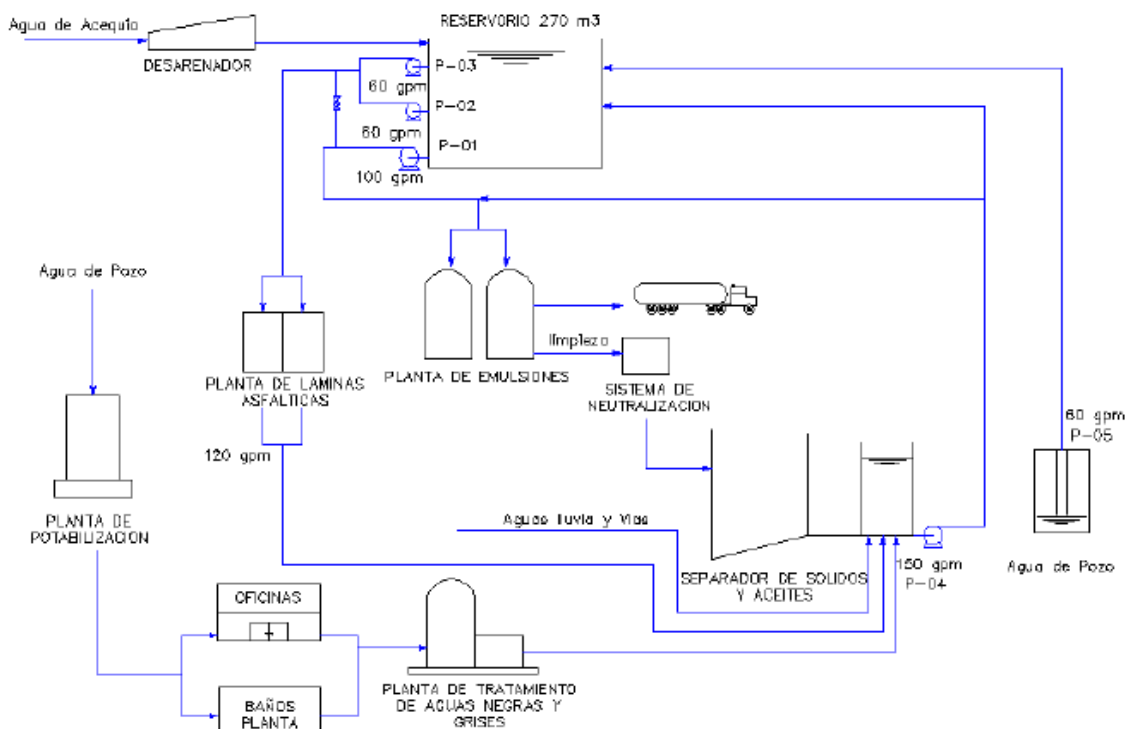 RESERVORIO 270 m3
Agua de Acequia
DESARENADOR
P-03
60 gpm
P-02
60 gpm
P-01
100 gpm
Agua de Pozo
limpieza
PLANTA DE EMULSIONES
PLANTA DE LAMINAS
ASFALTICAS
SISTEMA DE
NEUTRALIZACION
60 gpm
P-05
120 gpm
PLANTA DE
POTABILIZACION
Aguas lluvia y Vias
150 gpm
P-04
Agua de Pozo
SEPARADOR DE SOLIDOS
Y ACEITES
OFICINAS
BAÑOS
PLANTA
PLANTA DE TRATAMIENTO
DE AGUAS NEGRAS Y
GRISES